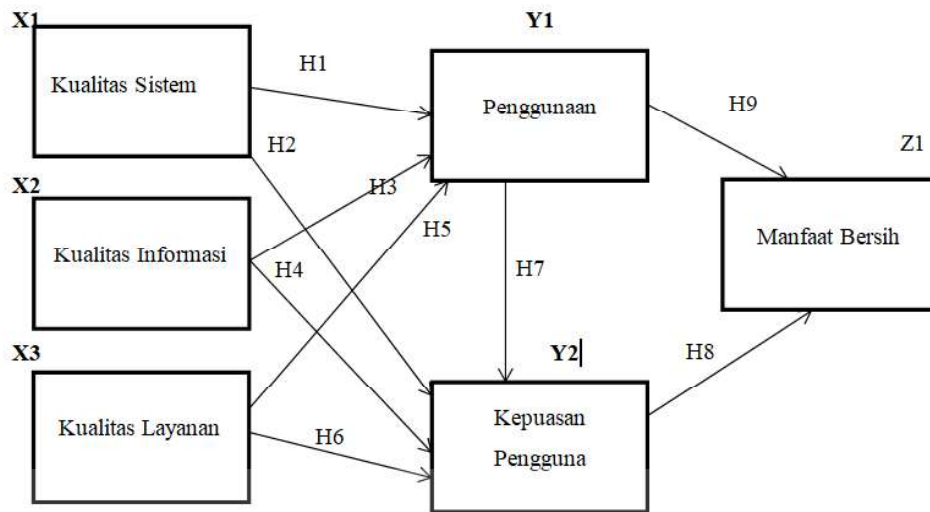 X1
Y1
Kualitas Sistem
H1
Penggunaan
H9
H2
Z1
X2
H3
Kualitas Informasi
H5
Manfaat Bersih
H4
H7
X3
Y2
H8
Kualitas Layanan
H6
Kepuasan
Pengguna